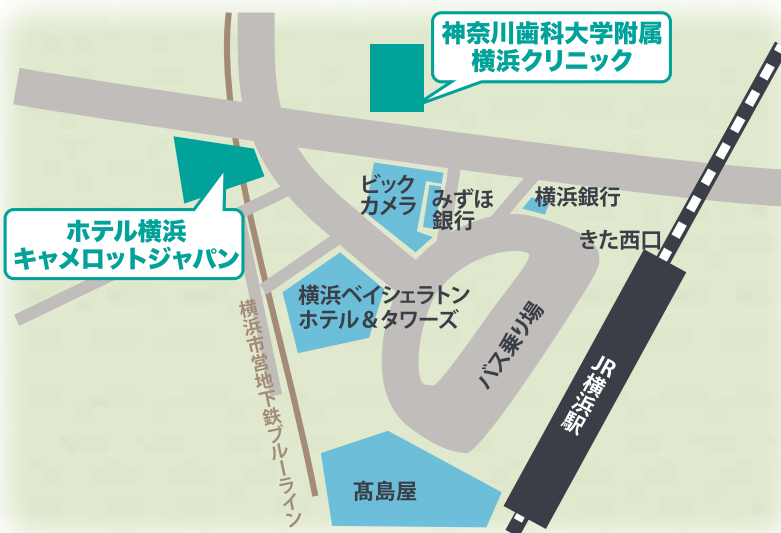 神奈川歯科大学附属
横浜クリニック
ビック
カメラ
みずほ
銀行
横浜銀行
きた西口
ホテル横浜
キャメロットジャパン
横浜ベイシェラトン
ホテル＆タワーズ
バス乗り場
JR横浜駅
横浜市営地下鉄ブルーライン
髙島屋